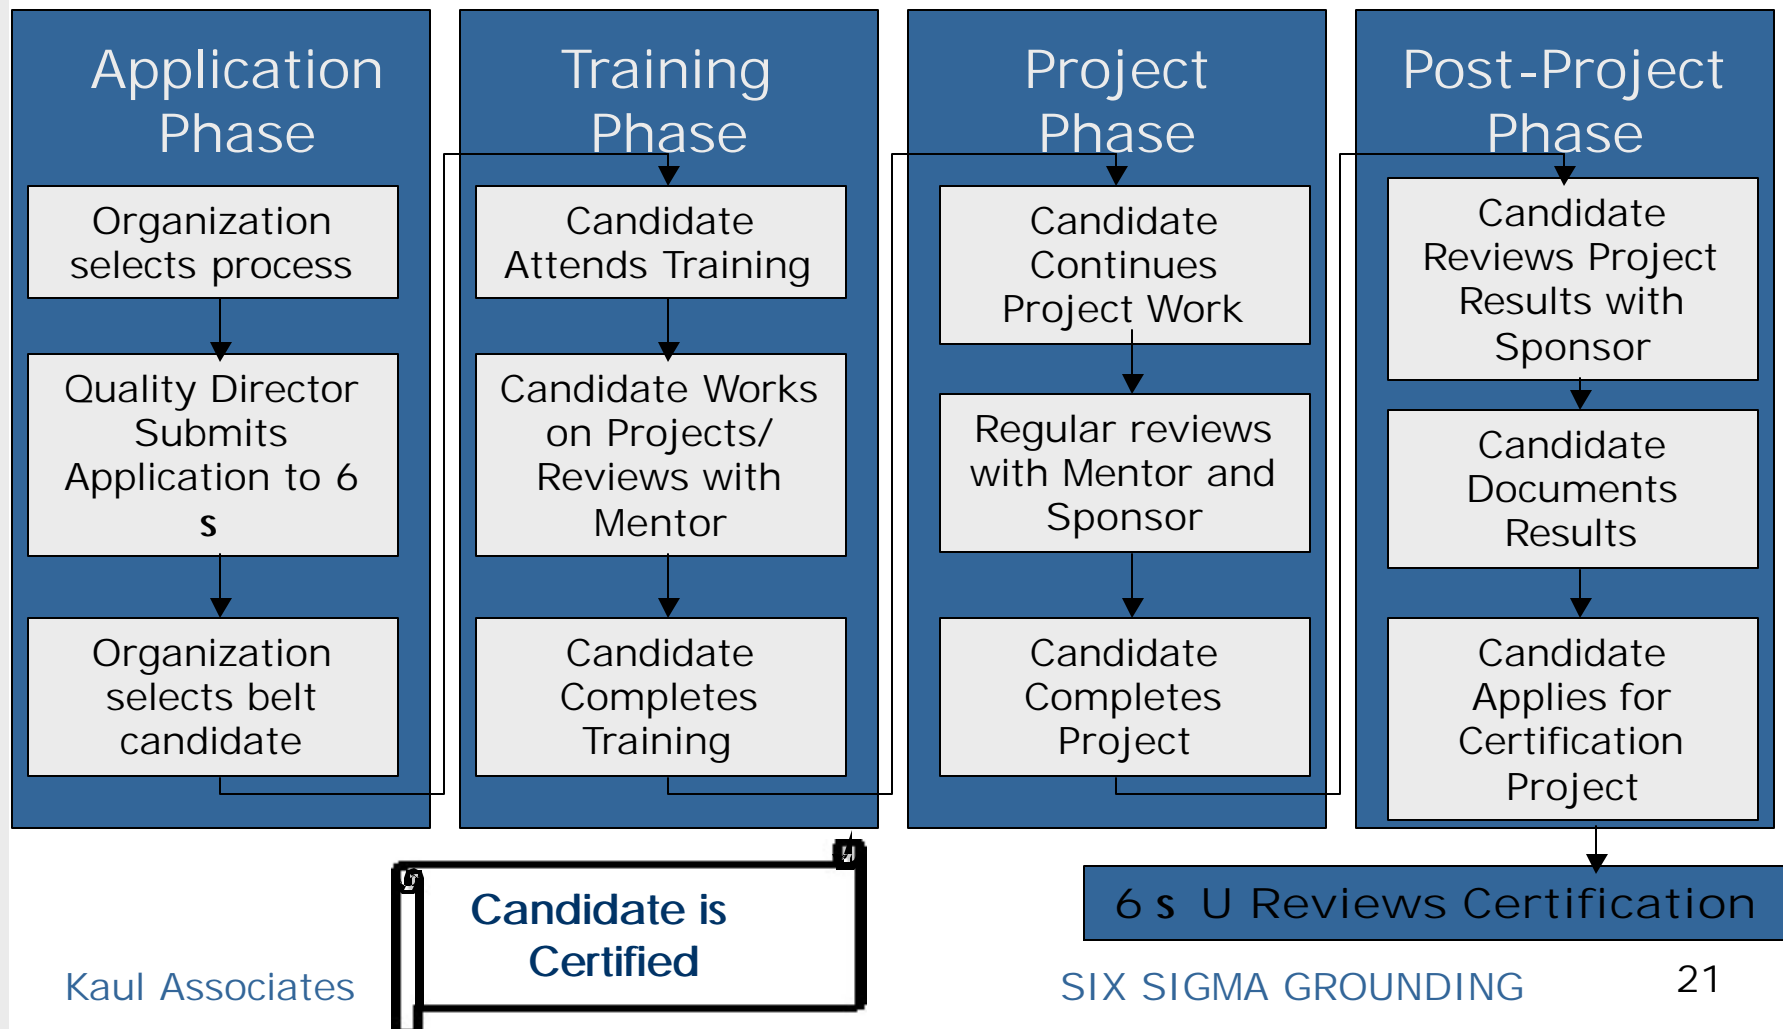 Application
Phase
Organization
selects process
Quality Director
Submits
Application to 6
s
Organization
selects belt
candidate
Training
Phase
Candidate
Attends Training
Candidate Works
on Projects/
Reviews with
Mentor
Candidate
Completes
Training
Project
Phase
Candidate
Continues
Project Work
Regular reviews
with Mentor and
Sponsor
Candidate
Completes
Project
Post-Project
Phase
Candidate
Reviews Project
Results with
Sponsor
Candidate
Documents
Results
Candidate
Applies for
Certification
Project
6 s U Reviews Certification
Candidate is
Certified
Kaul Associates
SIX SIGMA GROUNDING
21